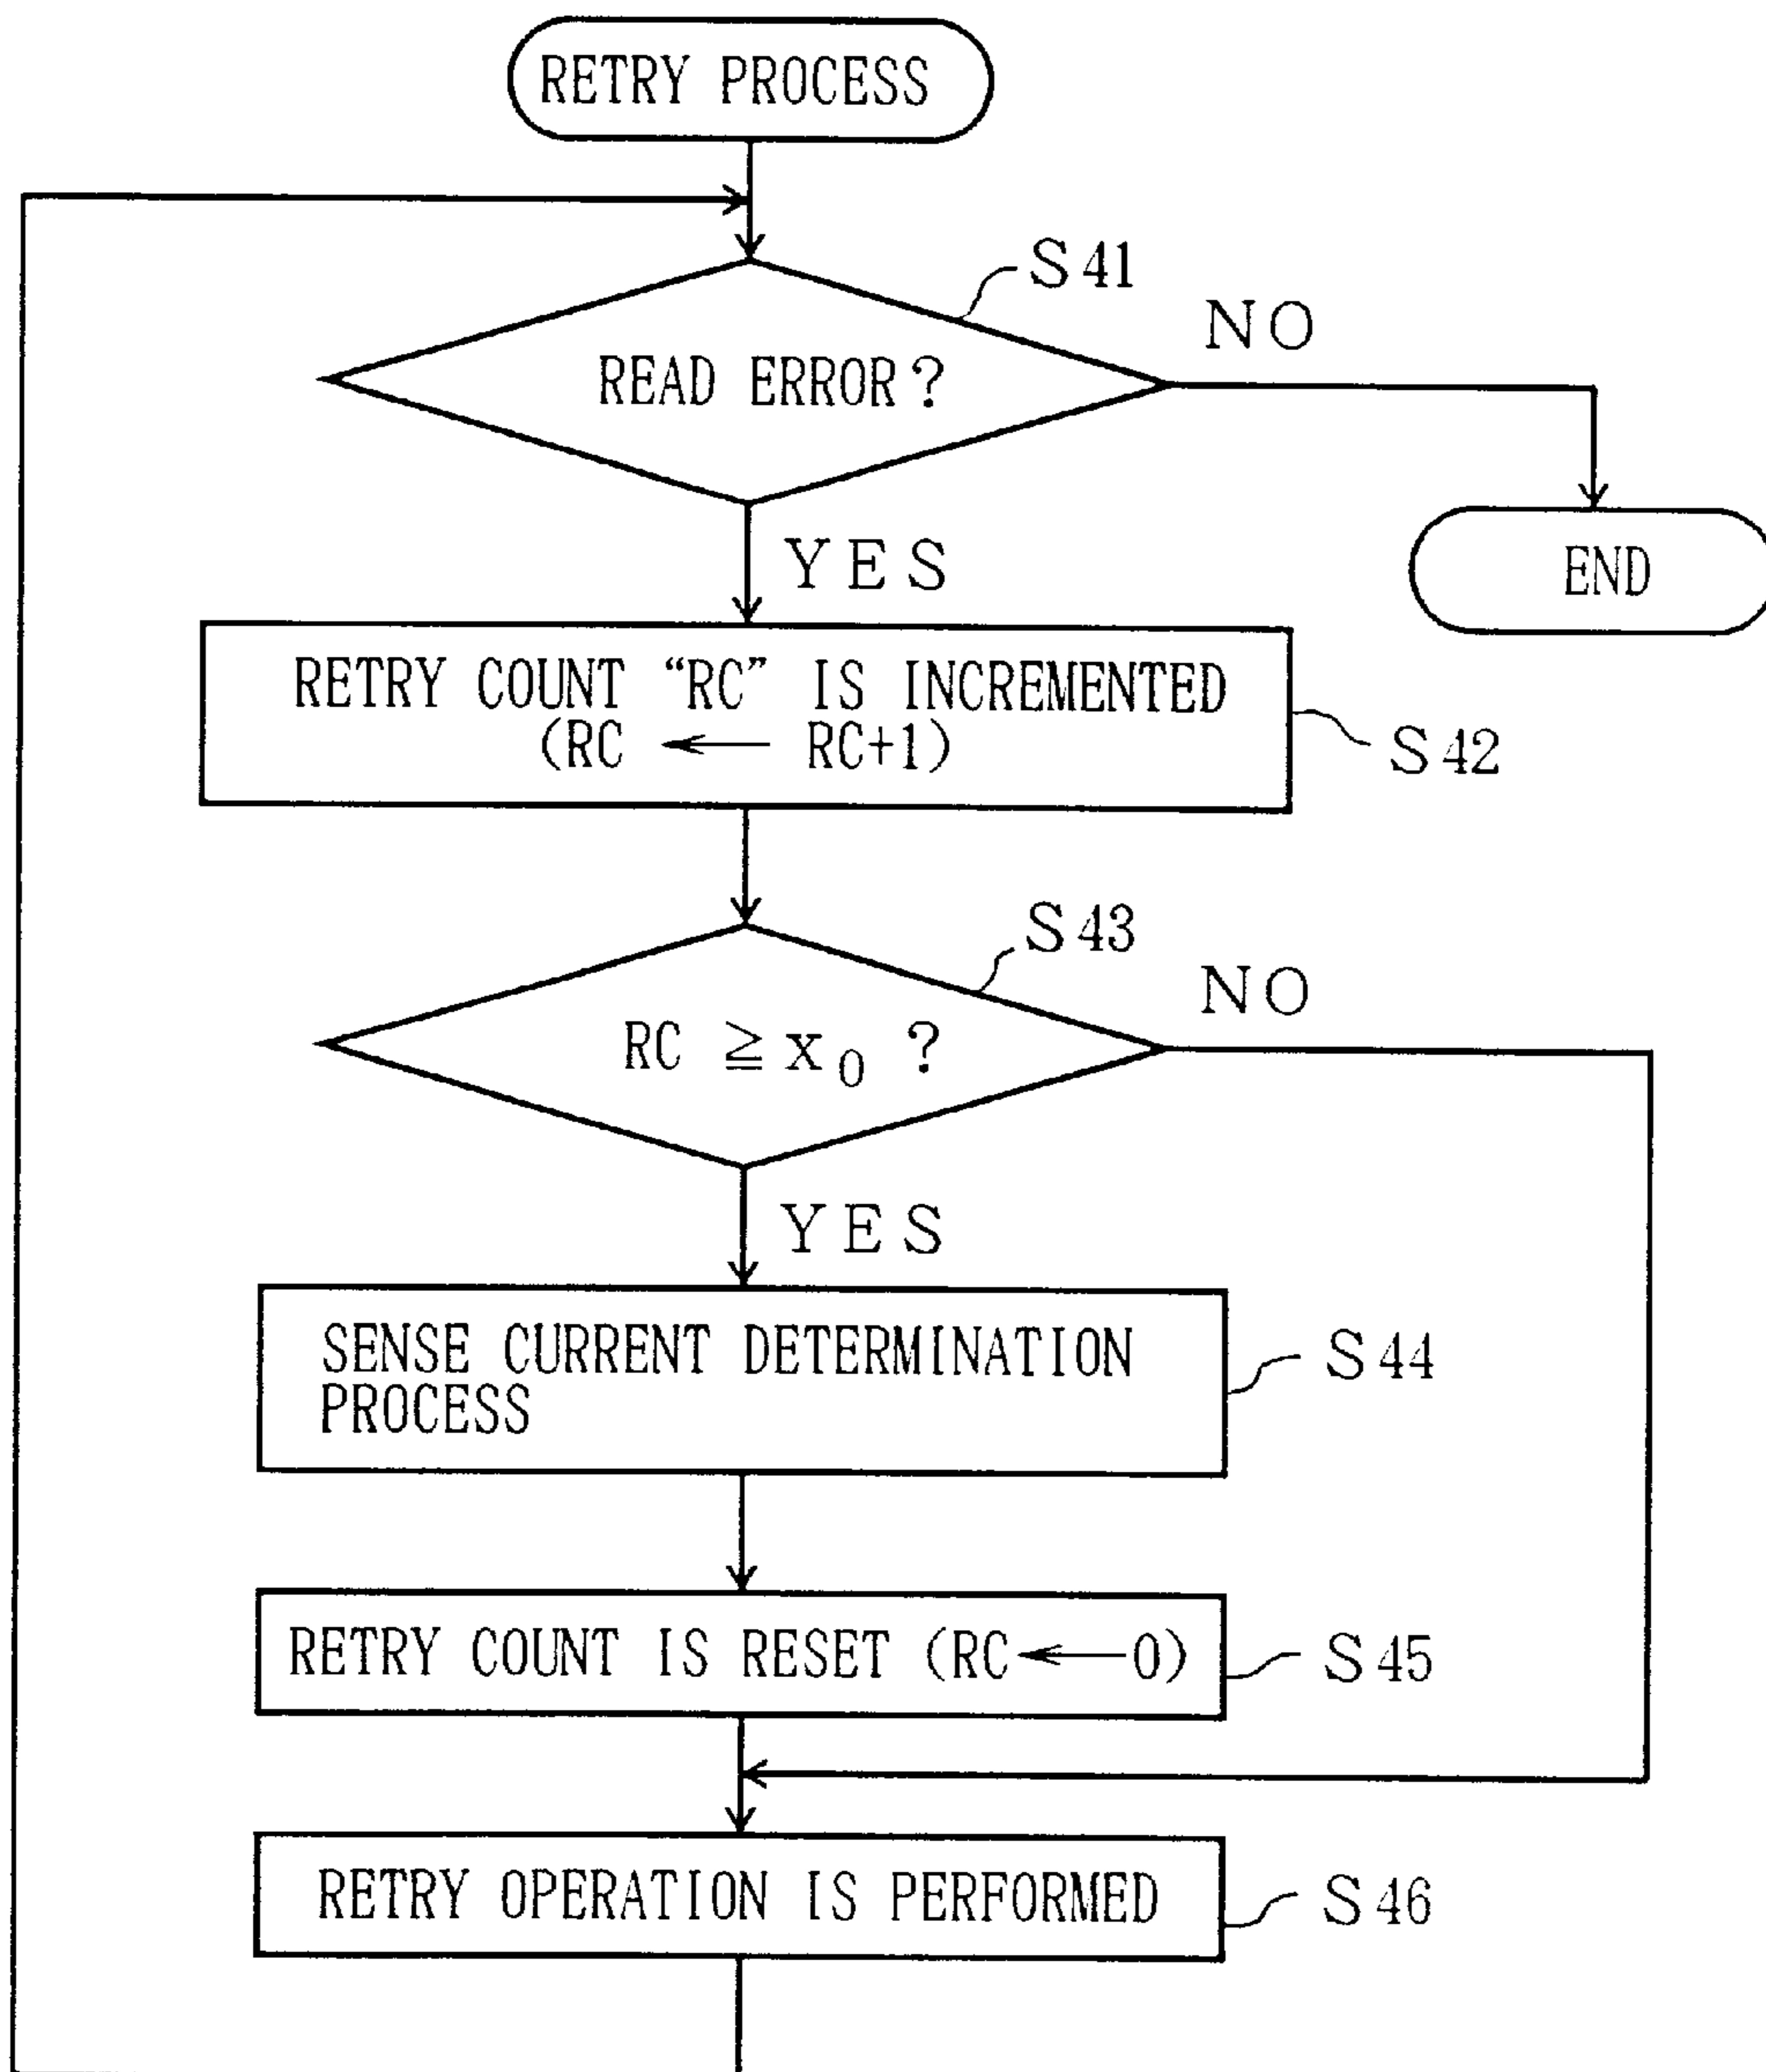 RETRY PROCESS
S41
NO
READ ERROR?
YES
END
RETRY COUNT “RC” IS INCREMENTED
(RC ← RC+1)
S42
S43
NO
RC ≧ x₀ ?
YES
SENSE CURRENT DETERMINATION
PROCESS
S44
RETRY COUNT IS RESET (RC←0)
S45
RETRY OPERATION IS PERFORMED
S46